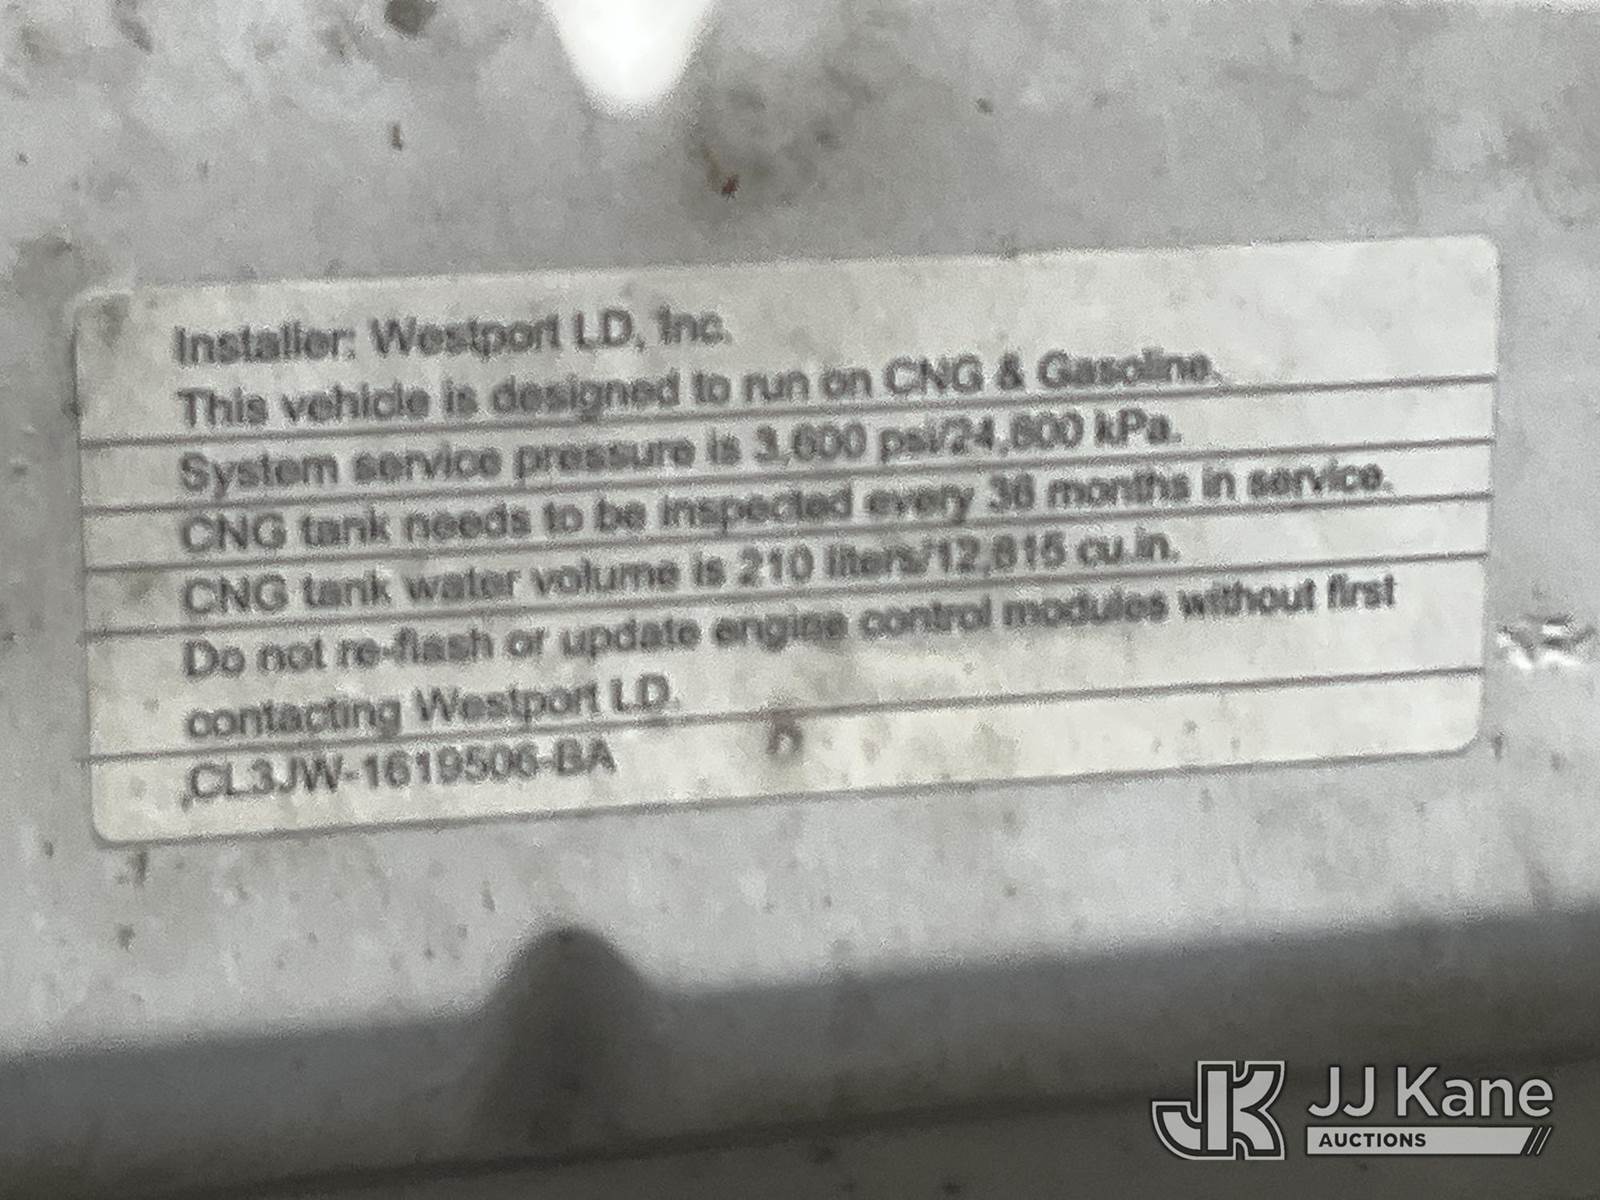 Installer: Westport LD, Inc.
This vehicle is designed to run on CNG & Gasoline.
System service pressure is 3,600 psi/24,800 kPa.
CNG tank needs to be inspected every 36 months in service.
CNG tank water volume is 210 liters/12,815 cu.in.
Do not re-flash or update engine control modules without first
contacting Westport LD.
CL3JW-1619506-BA
JK JJ Kane
AUCTIONS